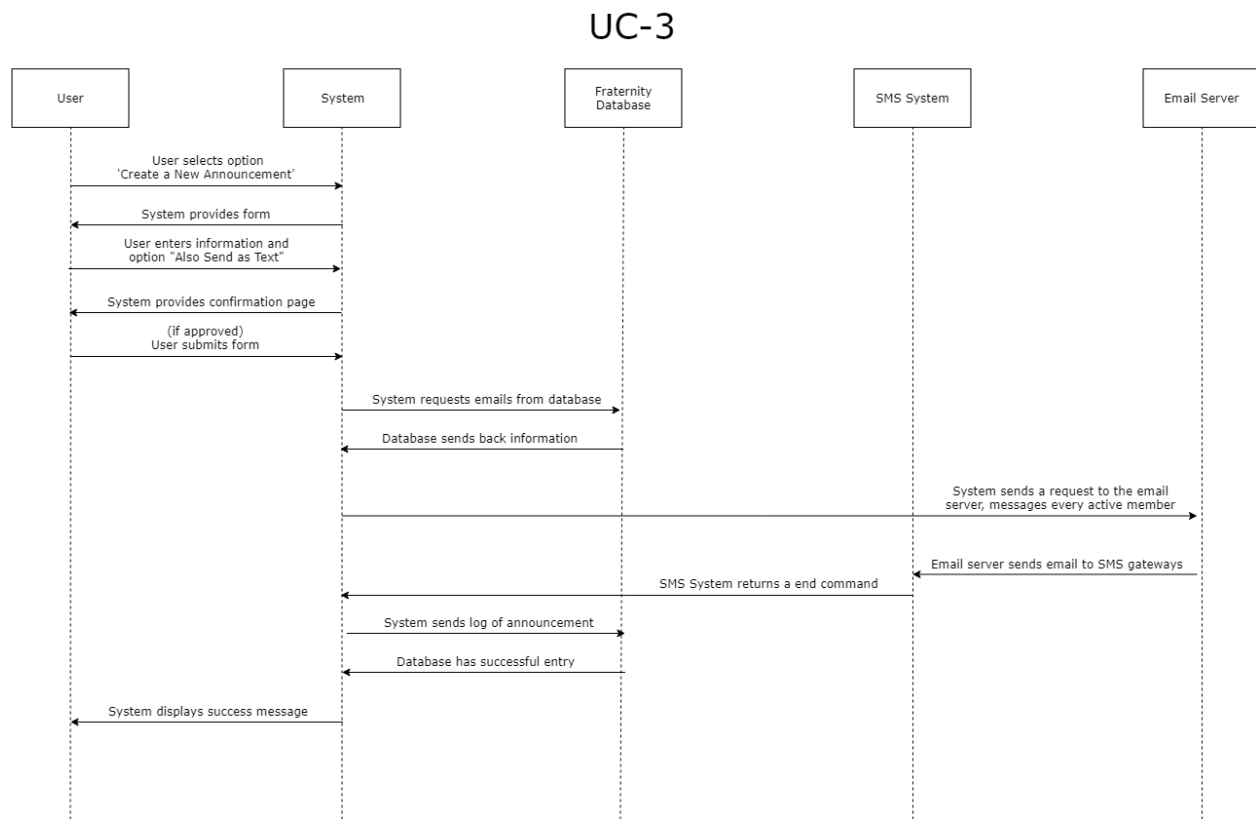 UC-3
User
System
Fraternity
Database
SMS System
Email Server
User selects option
'Create a New Announcement'
System provides form
User enters information and
option "Also Send as Text"
System provides confirmation page
(if approved)
User submits form
System requests emails from database
Database sends back information
System sends a request to the email
server, messages every active member
Email server sends email to SMS gateways
SMS System returns a end command
System sends log of announcement
Database has successful entry
System displays success message